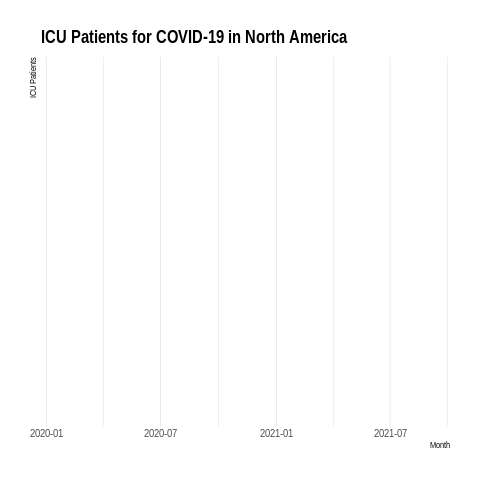 ICU Patients for COVID-19 in North America
ICU Patients
2020-01
2020-07
2021-01
2021-07
Month